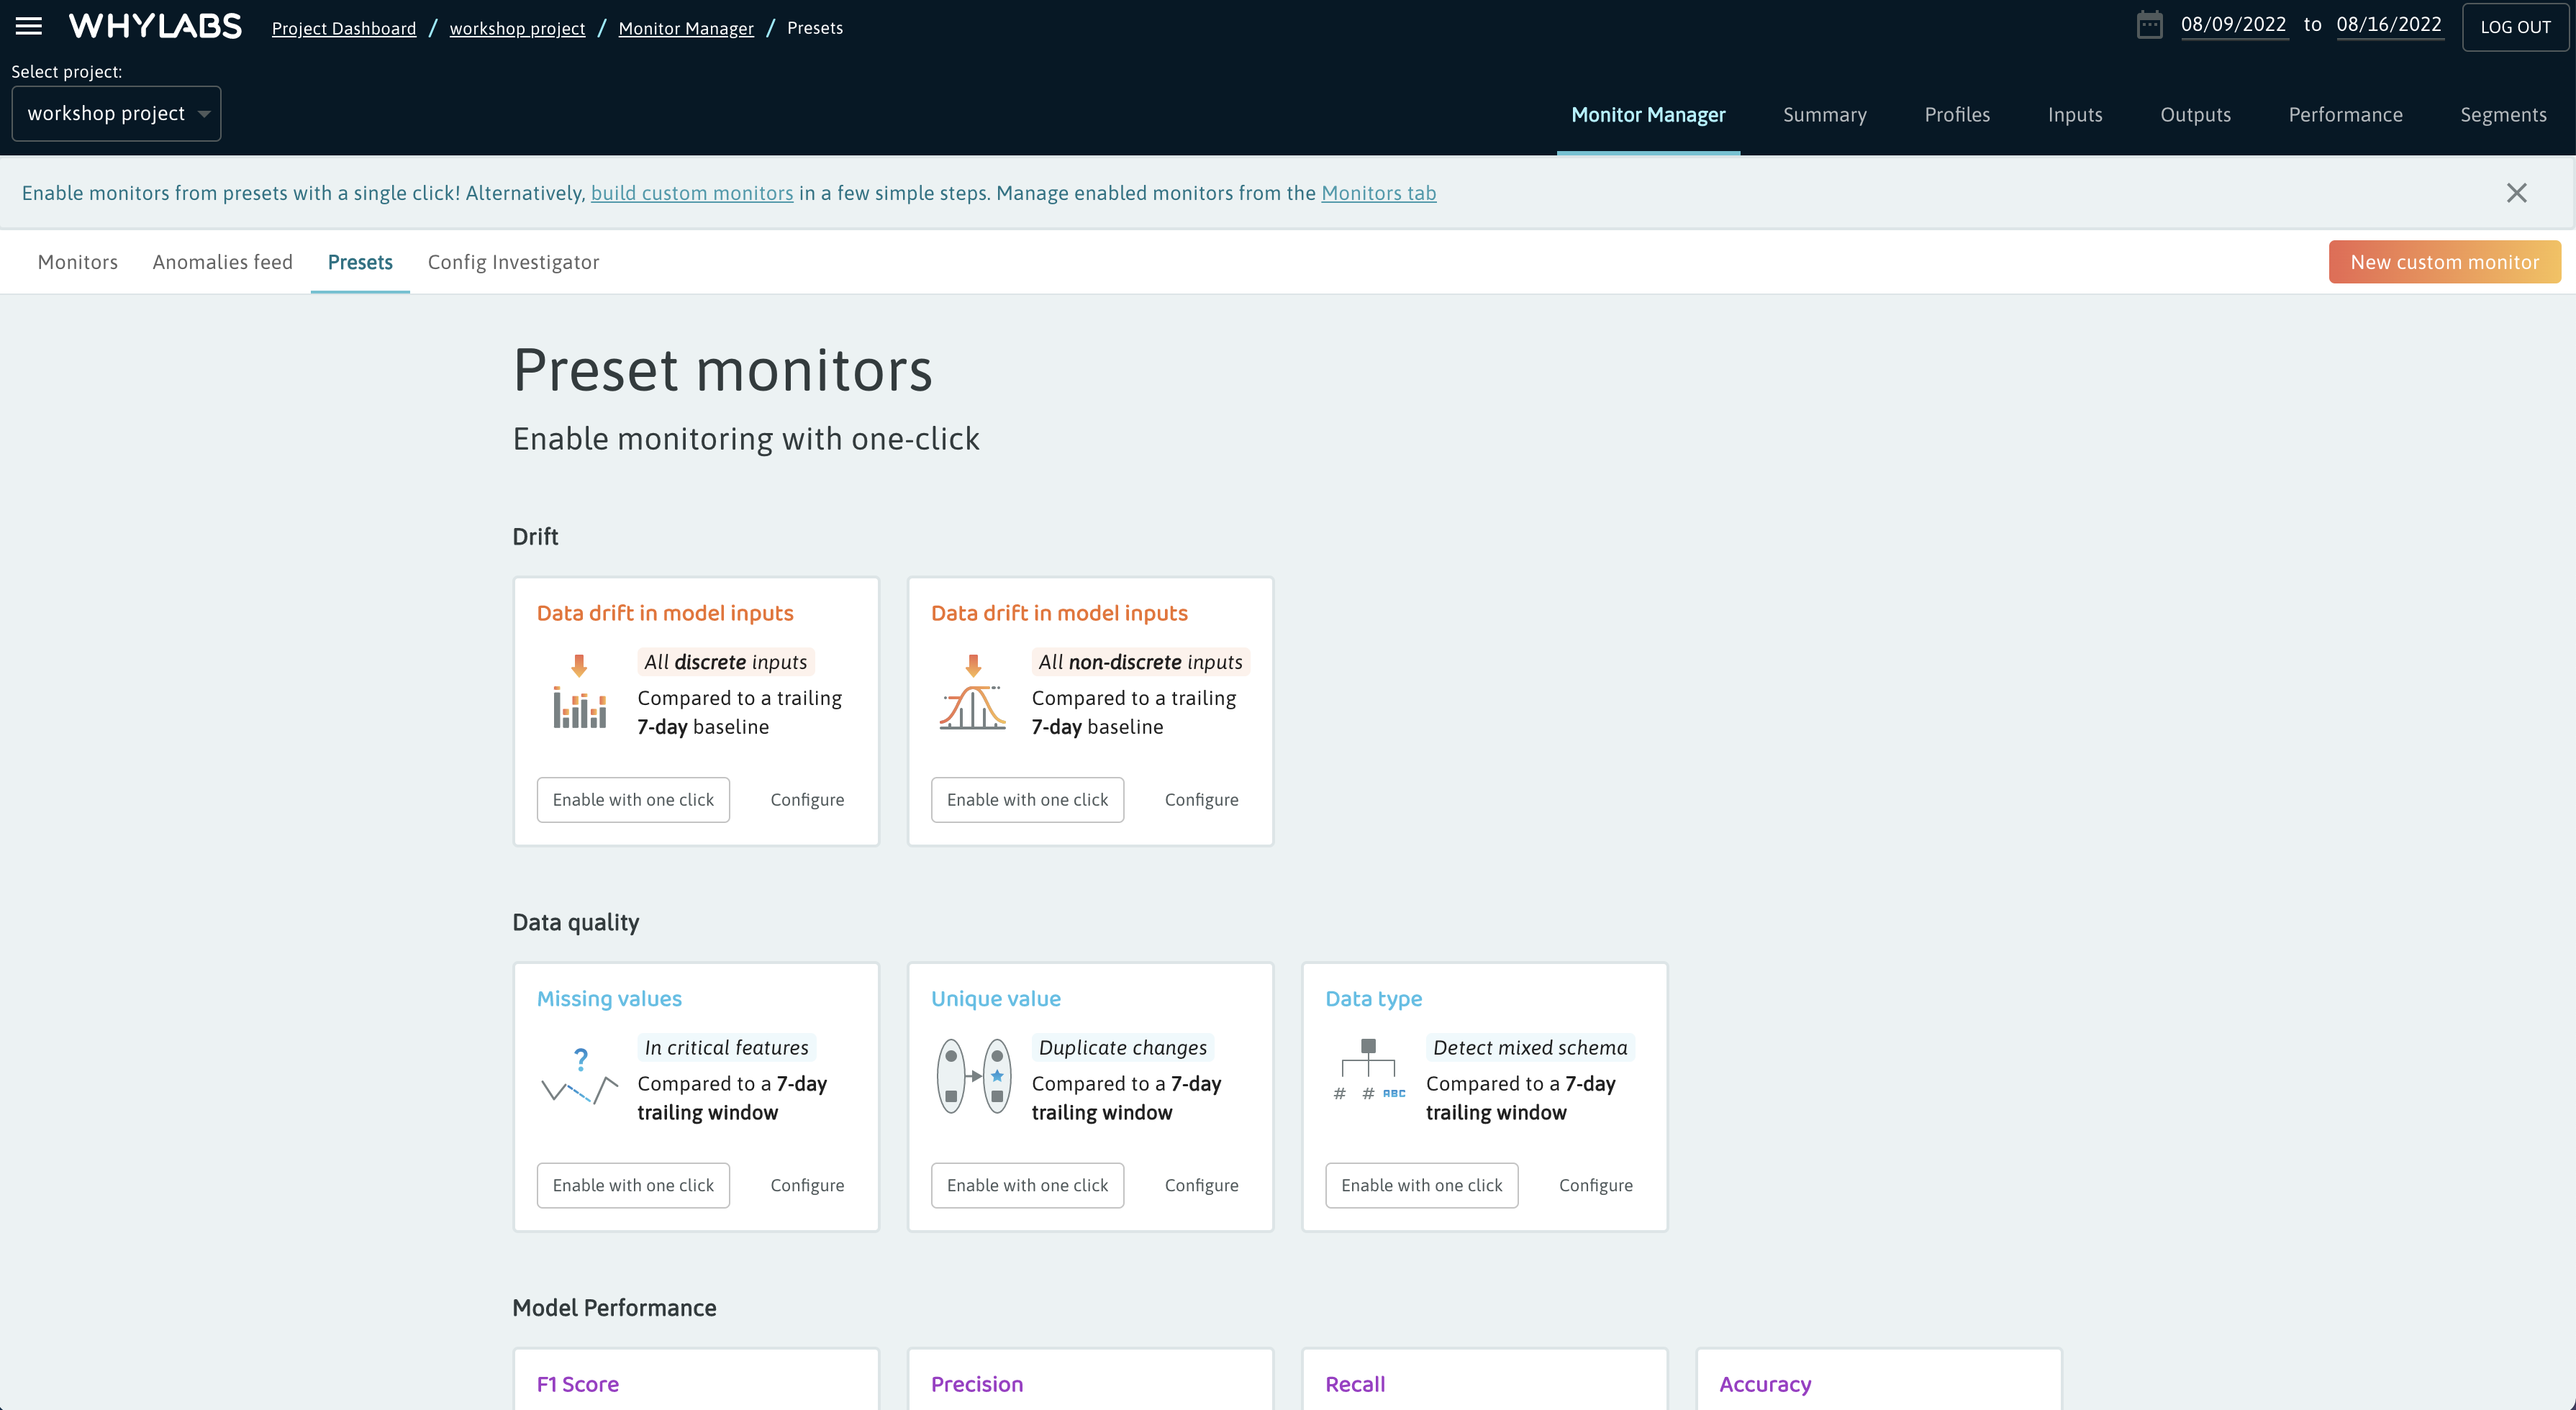 WHYLABS
Project Dashboard / workshop project / Monitor Manager / Presets
08/09/2022 to 08/16/2022
LOG OUT
Select project:
workshop project
Monitor Manager
Summary
Profiles
Inputs
Outputs
Performance
Segments
Enable monitors from presets with a single click! Alternatively, build custom monitors in a few simple steps. Manage enabled monitors from the Monitors tab
Monitors
Anomalies feed
Presets
Config Investigator
New custom monitor
Preset monitors
Enable monitoring with one-click
Drift
Data drift in model inputs
All discrete inputs
Compared to a trailing
7-day baseline
Enable with one click
Configure
Data drift in model inputs
All non-discrete inputs
Compared to a trailing
7-day baseline
Enable with one click
Configure
Data quality
Missing values
?
In critical features
Compared to a 7-day
trailing window
Enable with one click
Configure
Unique value
Duplicate changes
Compared to a 7-day
trailing window
Enable with one click
Configure
Data type
# # ABC
Detect mixed schema
Compared to a 7-day
trailing window
Enable with one click
Configure
Model Performance
F1 Score
Precision
Recall
Accuracy